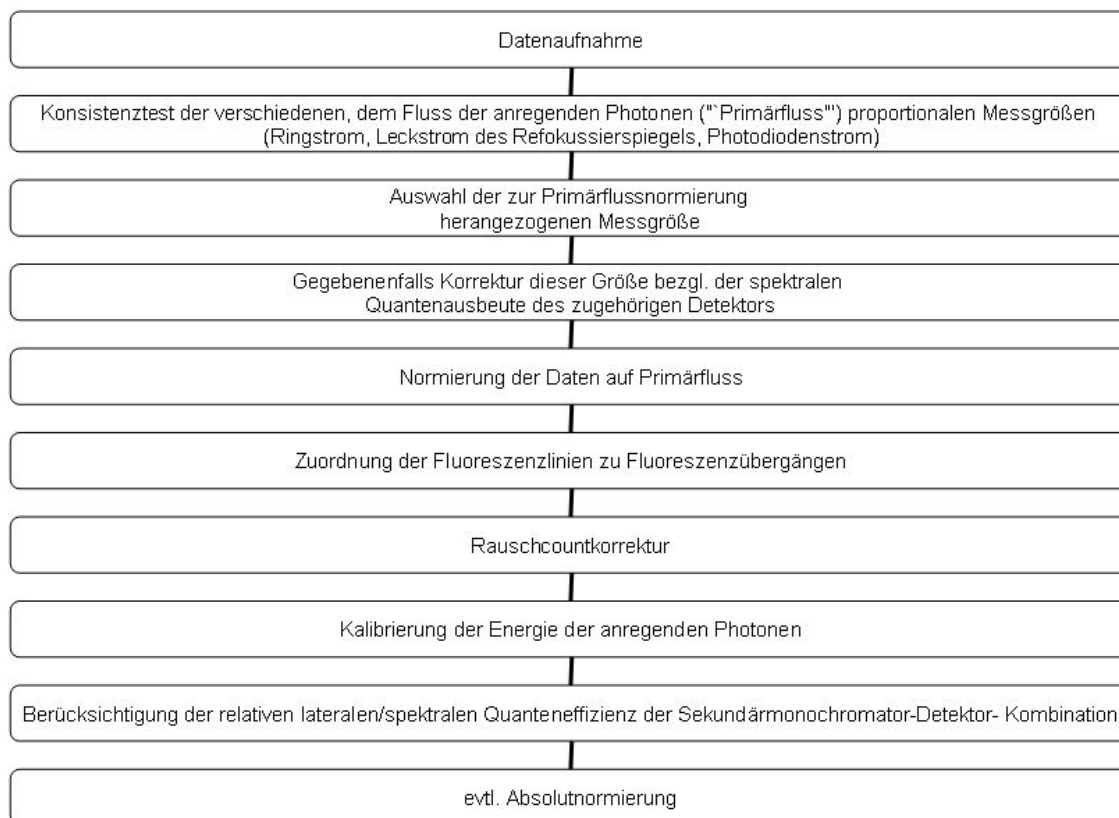 Datenaufnahme
Konsistenztest der verschiedenen, dem Fluss der anregenden Photonen ("`Primärfluss"') proportionalen Messgrößen
(Ringstrom, Leckstrom des Refokussierspiegels, Photodiodenstrom)
Auswahl der zur Primärflussnormierung
herangezogenen Messgröße
Gegebenenfalls Korrektur dieser Größe bezgl. der spektralen
Quantenausbeute des zugehörigen Detektors
Normierung der Daten auf Primärfluss
Zuordnung der Fluoreszenzlinien zu Fluoreszenzübergängen
Rauschcountkorrektur
Kalibrierung der Energie der anregenden Photonen
Berücksichtigung der relativen lateralen/spektralen Quanteneffizienz der Sekundärmonochromator-Detektor- Kombination
evtl. Absolutnormierung